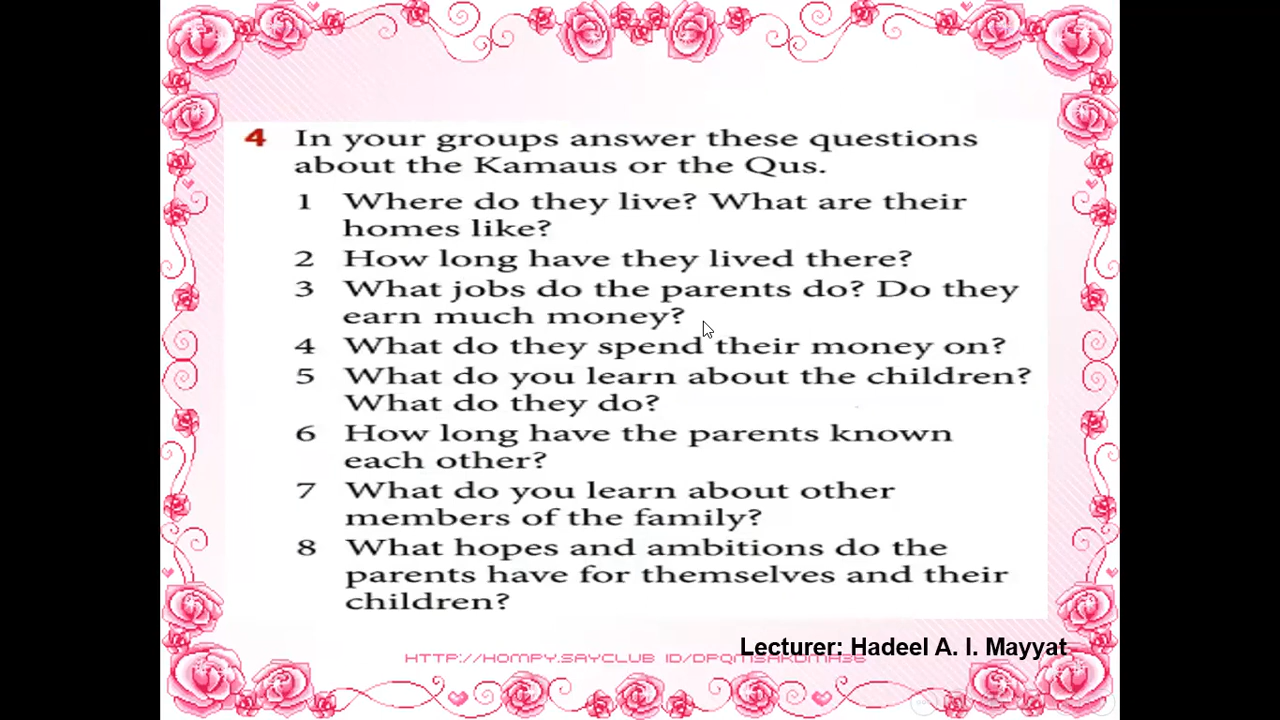 4 In your groups answer these questions
about the Kamaus or the Qus.
1 Where do they live? What are their
homes like?
2 How long have they lived there?
3 What jobs do the parents do? Do they
earn much money?
4 What do they spend their money on?
5 What do you learn about the children?
What do they do?
6 How long have the parents known
each other?
7 What do you learn about other
members of the family?
8 What hopes and ambitions do the
parents have for themselves and their
children?
Lecturer: Hadeel A. I. Mayyat
HTTP://HOMPY.SAYCLUB